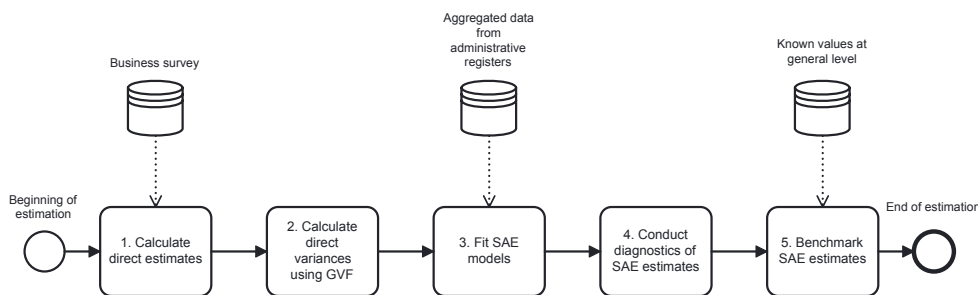 Business survey
Aggregated data
from
administrative
registers
Known values at
general level
Beginning of
estimation
1. Calculate
direct estimates
2. Calculate
direct
variances
using GVF
3. Fit SAE
models
4. Conduct
diagnostics of
SAE estimates
5. Benchmark
SAE estimates
End of estimation